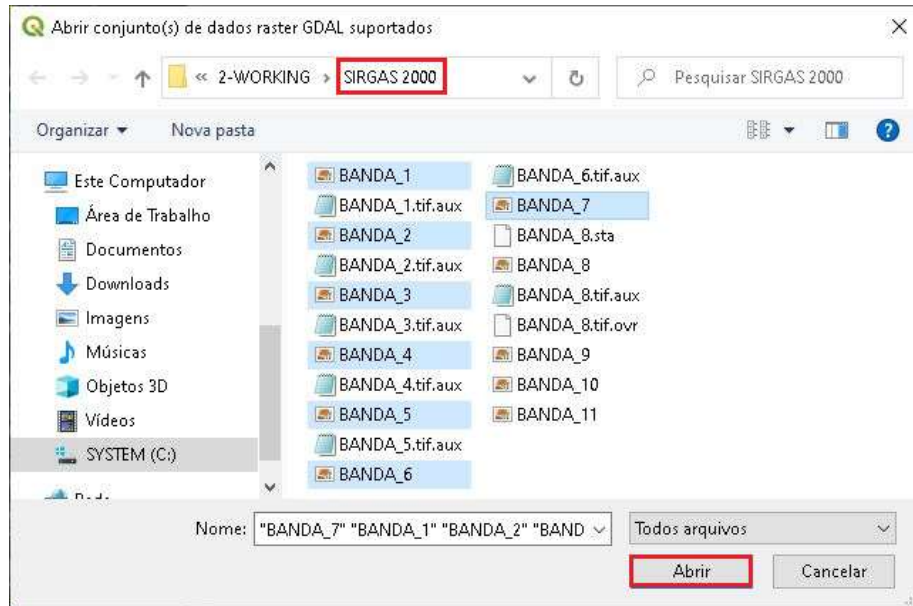 Abrir conjunto(s) de dados raster GDAL suportados
« 2-WORKING › SIRGAS 2000
Pesquisar SIRGAS 2000
Organizar
Nova pasta
Este Computador
Área de Trabalho
Documentos
Downloads
Imagens
Músicas
Objetos 3D
Vídeos
SYSTEM (C:)
BANDA_1
BANDA_1.tif.aux
BANDA_2
BANDA_2.tif.aux
BANDA_3
BANDA_3.tif.aux
BANDA_4
BANDA_4.tif.aux
BANDA_5
BANDA_5.tif.aux
BANDA_6
BANDA_6.tif.aux
BANDA_7
BANDA_8.sta
BANDA_8
BANDA_8.tif.aux
BANDA_8.tif.ovr
BANDA_9
BANDA_10
BANDA_11
Nome: "BANDA_7" "BANDA_1" "BANDA_2" "BAND
Todos arquivos
Abrir
Cancelar